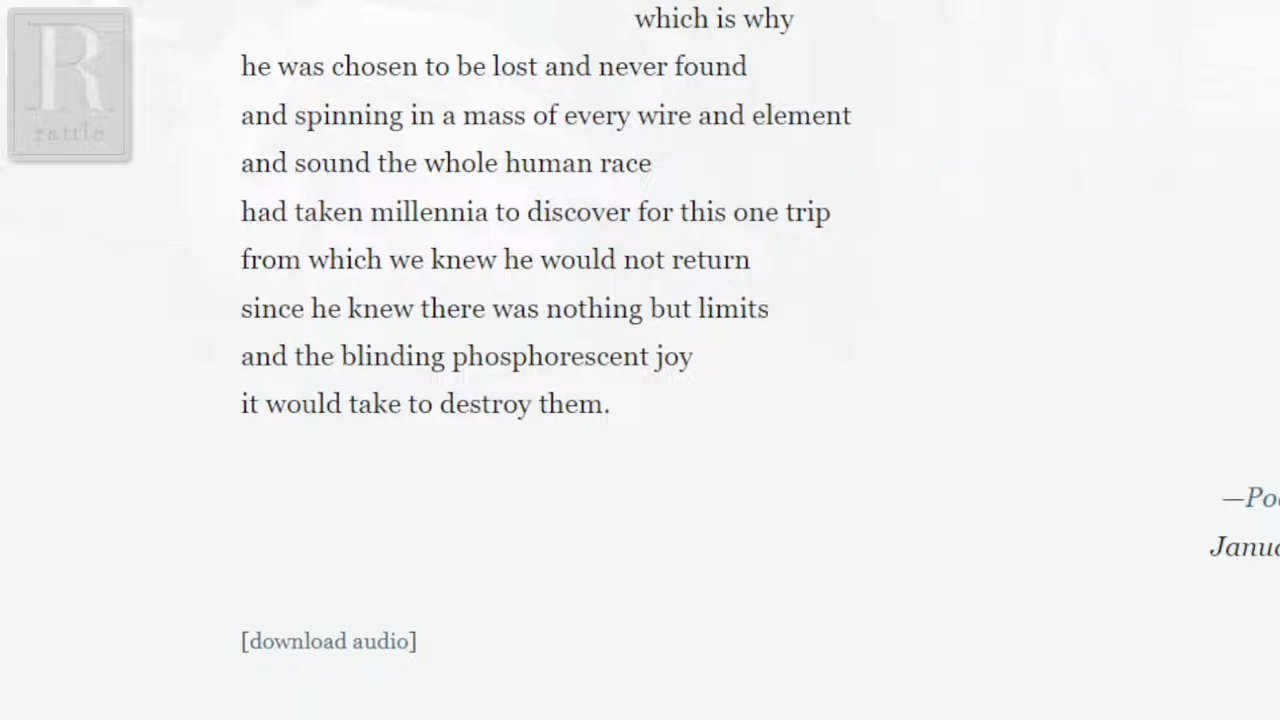 which is why
he was chosen to be lost and never found
and spinning in a mass of every wire and element
and sound the whole human race
had taken millennia to discover for this one trip
from which we knew he would not return
since he knew there was nothing but limits
and the blinding phosphorescent joy
it would take to destroy them.
[download audio]
R
rattle